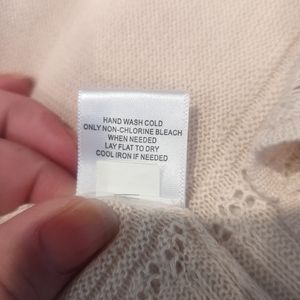 HAND WASH COLD
ONLY NON-CHLORINE BLEACH
WHEN NEEDED
LAY FLAT TO DRY
COOL IRON IF NEEDED